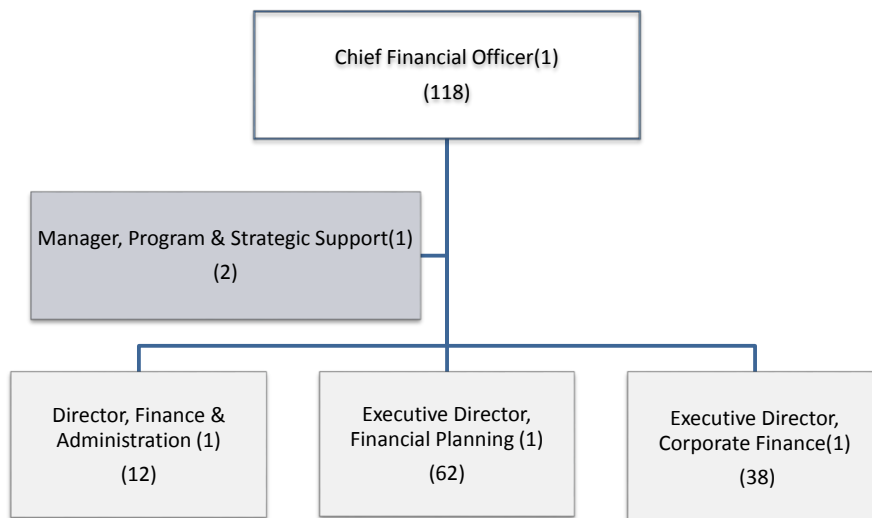 Chief Financial Officer(1)
(118)
Manager, Program & Strategic Support(1)
(2)
Director, Finance &
Administration (1)
(12)
Executive Director,
Financial Planning (1)
(62)
Executive Director,
Corporate Finance(1)
(38)